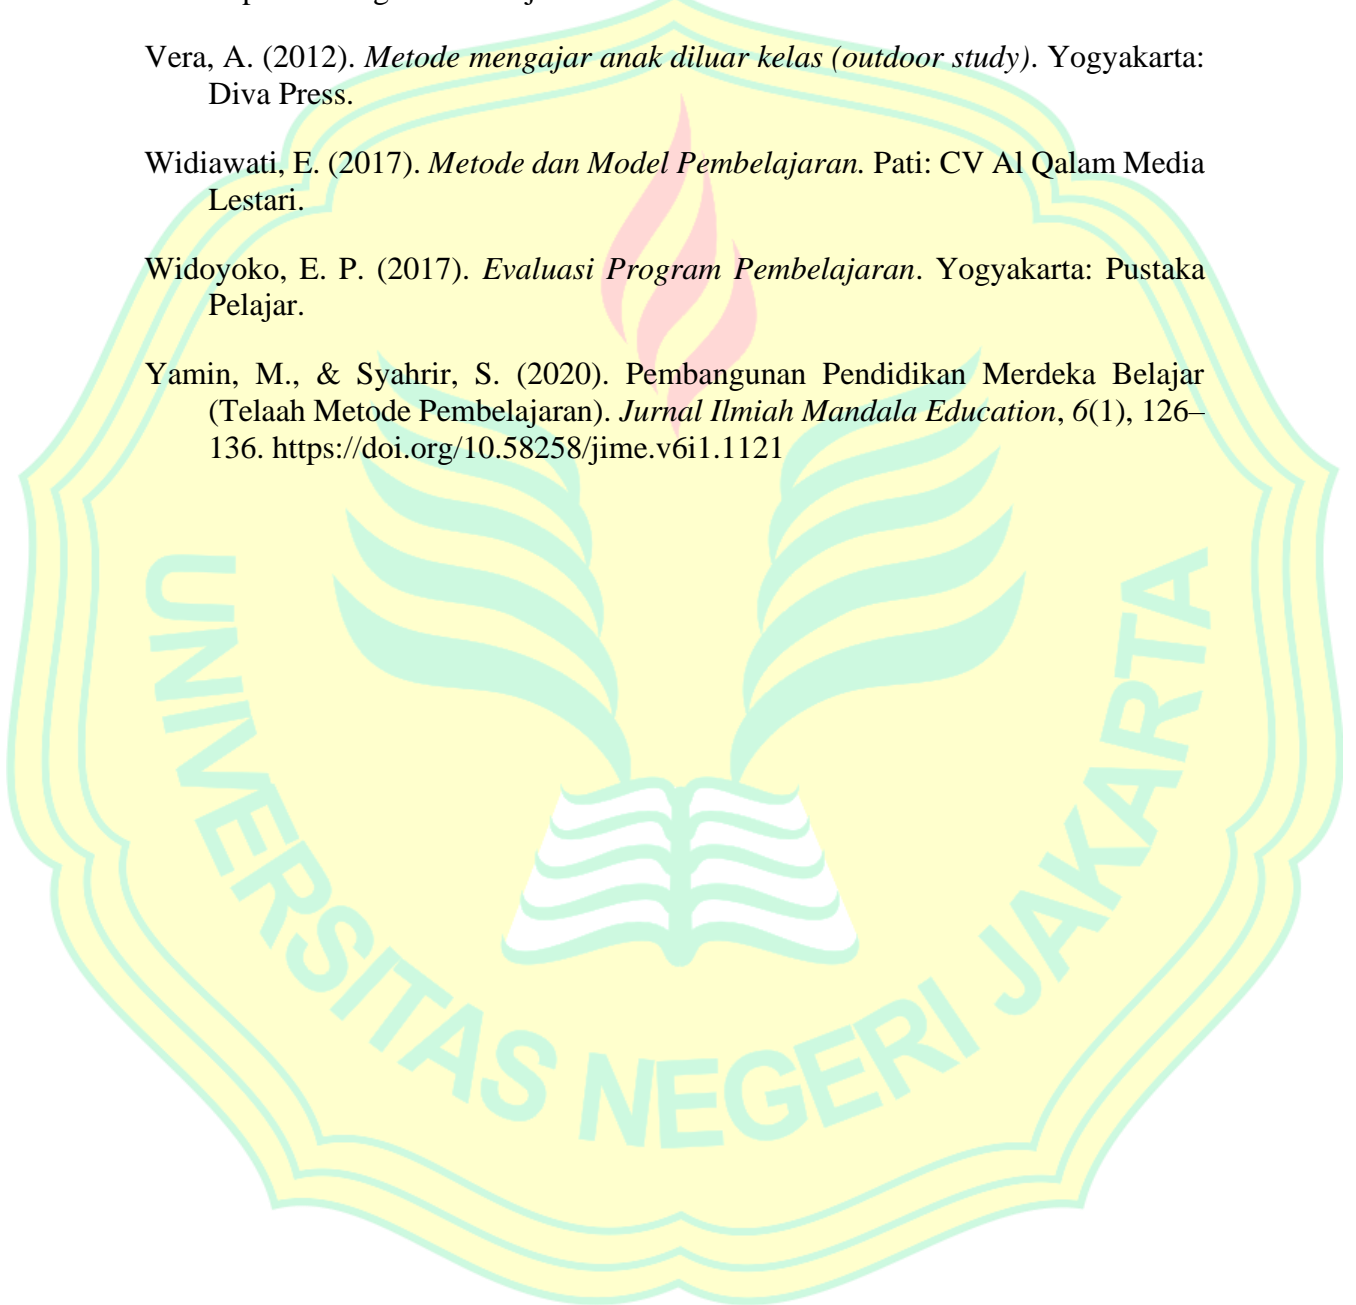 Vera, A. (2012). Metode mengajar anak diluar kelas (outdoor study). Yogyakarta:
Diva Press.
Widiawati, E. (2017). Metode dan Model Pembelajaran. Pati: CV Al Qalam Media
Lestari.
Widoyoko, E. P. (2017). Evaluasi Program Pembelajaran. Yogyakarta: Pustaka
Pelajar.
Yamin, M., & Syahrir, S. (2020). Pembangunan Pendidikan Merdeka Belajar
(Telaah Metode Pembelajaran). Jurnal Ilmiah Mandala Education, 6(1), 126–
136. https://doi.org/10.58258/jime.v6i1.1121
UNIVERSITAS NEGERI JAKARTA